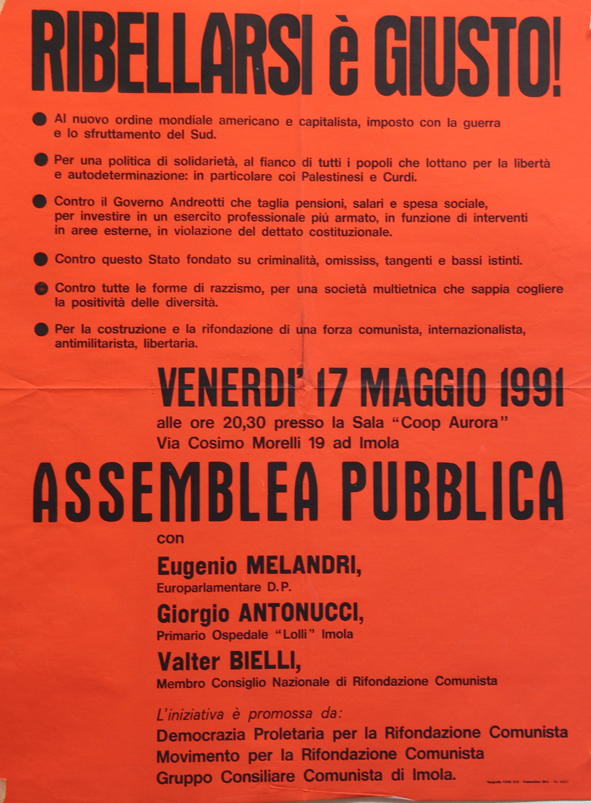 RIBELLARSI è GIUSTO!
Al nuovo ordine mondiale americano e capitalista, imposto con la guerra
e lo sfruttamento del Sud.
Per una politica di solidarietà, al fianco di tutti i popoli che lottano per la libertà
e autodeterminazione: in particolare coi Palestinesi e Curdi.
Contro il Governo Andreotti che taglia pensioni, salari e spesa sociale,
per investire in un esercito professionale piú armato, in funzione di interventi
in aree esterne, in violazione del dettato costituzionale.
Contro questo Stato fondato su criminalità, omississ, tangenti e bassi istinti.
Contro tutte le forme di razzismo, per una società multietnica che sappia cogliere
la positività delle diversità.
Per la costruzione e la rifondazione di una forza comunista, internazionalista,
antimilitarista, libertaria.
VENERDI' 17 MAGGIO 1991
alle ore 20,30 presso la Sala "Coop Aurora"
Via Cosimo Morelli 19 ad Imola
ASSEMBLEA PUBBLICA
con
Eugenio MELANDRI,
Europarlamentare D.P.
Giorgio ANTONUCCI,
Primario Ospedale "Lolli" Imola
Valter BIELLI,
Membro Consiglio Nazionale di Rifondazione Comunista
L'iniziativa è promossa da:
Democrazia Proletaria per la Rifondazione Comunista
Movimento per la Rifondazione Comunista
Gruppo Consiliare Comunista di Imola.